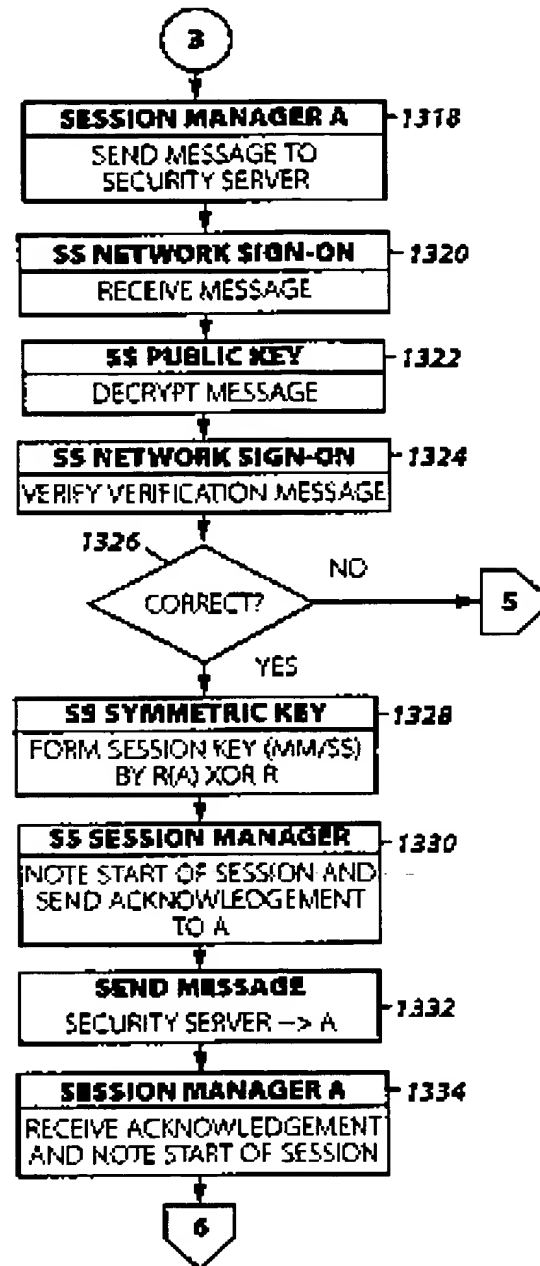 3
SESSION MANAGER A
1318
SEND MESSAGE TO
SECURITY SERVER
SS NETWORK SIGN-ON
1320
RECEIVE MESSAGE
SS PUBLIC KEY
1322
DECRYPT MESSAGE
SS NETWORK SIGN-ON
1324
VERIFY VERIFICATION MESSAGE
1326
CORRECT?
NO
5
YES
SS SYMMETRIC KEY
1328
FORM SESSION KEY (MM/SS)
BY R(A) XOR R
SS SESSION MANAGER
1330
NOTE START OF SESSION AND
SEND ACKNOWLEDGEMENT
TO A
SEND MESSAGE
1332
SECURITY SERVER --> A
SESSION MANAGER A
1334
RECEIVE ACKNOWLEDGEMENT
AND NOTE START OF SESSION
6